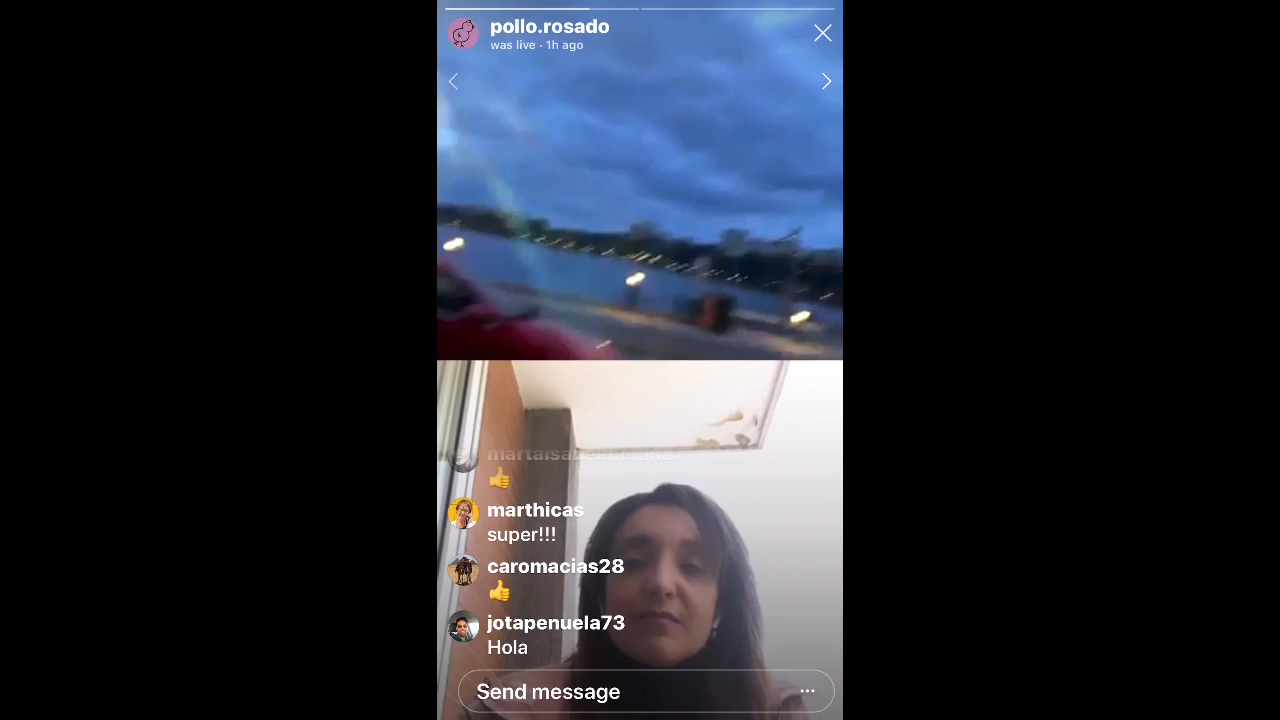 pollo.rosado
was live · 1h ago
marthicas
super!!!
caromacias28
Hola
jotapenuela73
Send message